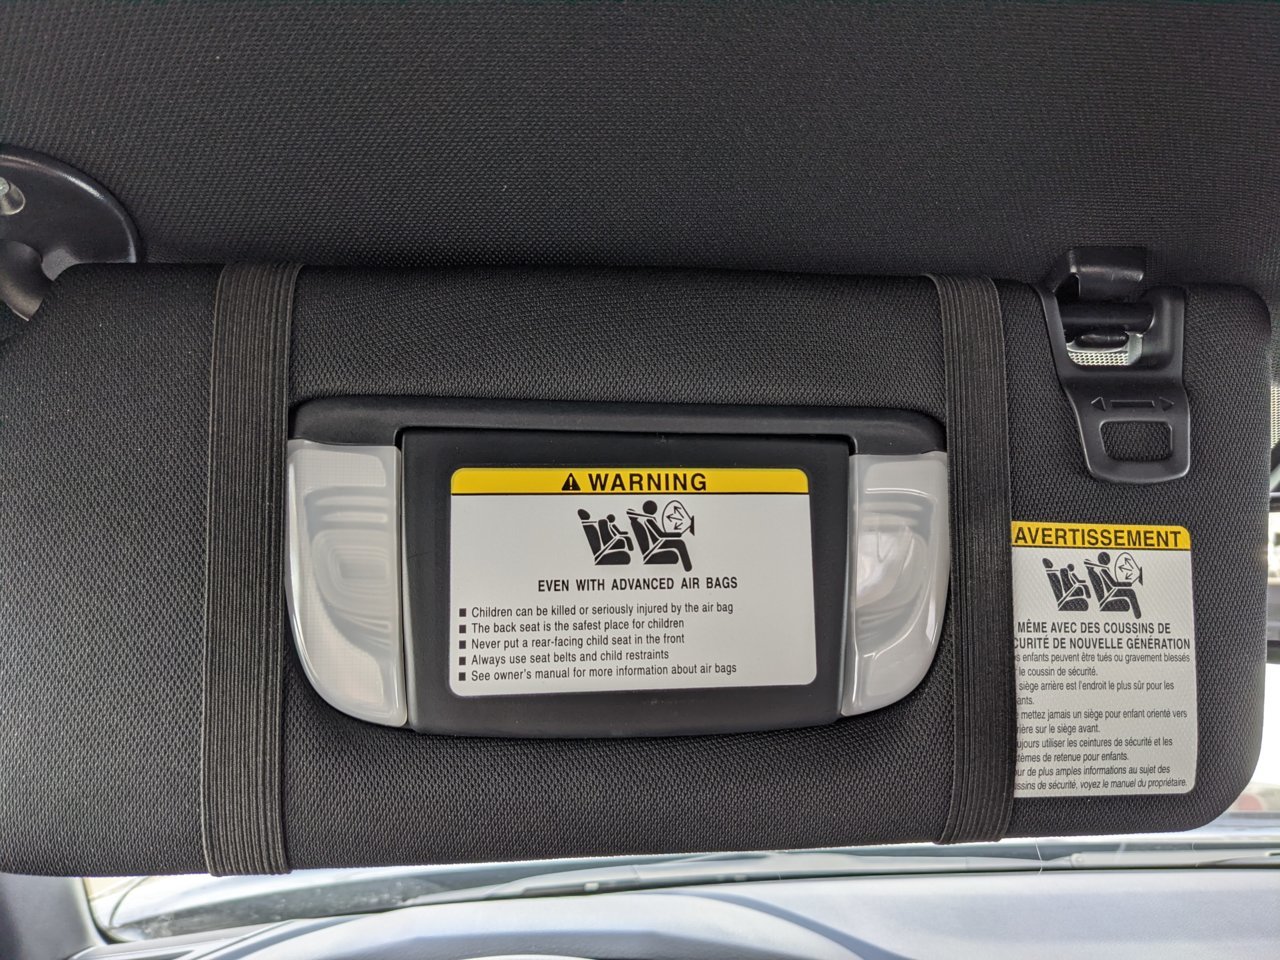 WARNING
EVEN WITH ADVANCED AIR BAGS
■ Children can be killed or seriously injured by the air bag
■ The back seat is the safest place for children
■ Never put a rear-facing child seat in the front
■ Always use seat belts and child restraints
■ See owner's manual for more information about air bags
AVERTISSEMENT
MÊME AVEC DES COUSSINS DE
DE NOUVELLE GÉNÉRATION
enfants peuvent être tués ou gravement blessés
le coussin de sécurité.
siège arrière est l'endroit le plus sûr pour les
mettez jamais un siège pour enfant orienté vers
sur le siège avant.
utiliser les ceintures de sécurité et les
de retenue pour enfants.
de plus amples informations au sujet des
de sécurité, voyez le manuel du propriétaire.